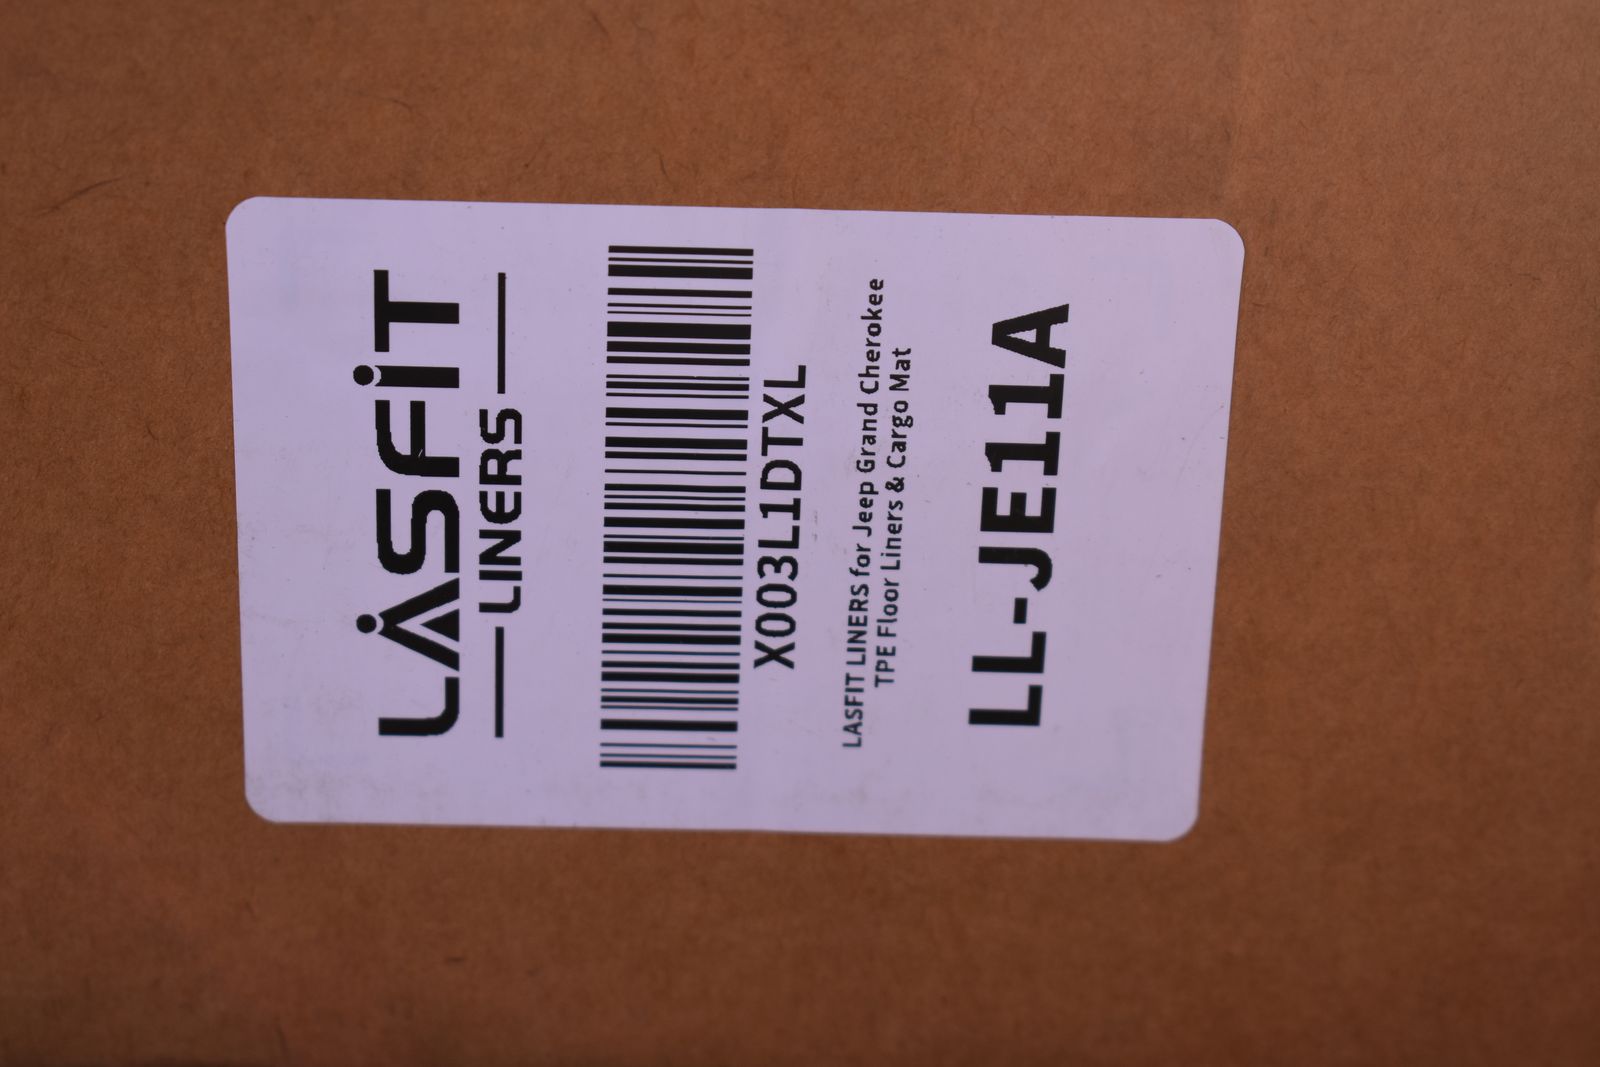 LASFIT
LINERS
X003L1DTXL
LASFIT LINERS for Jeep Grand Cherokee
TPE Floor Liners & Cargo Mat
LL-JE11A